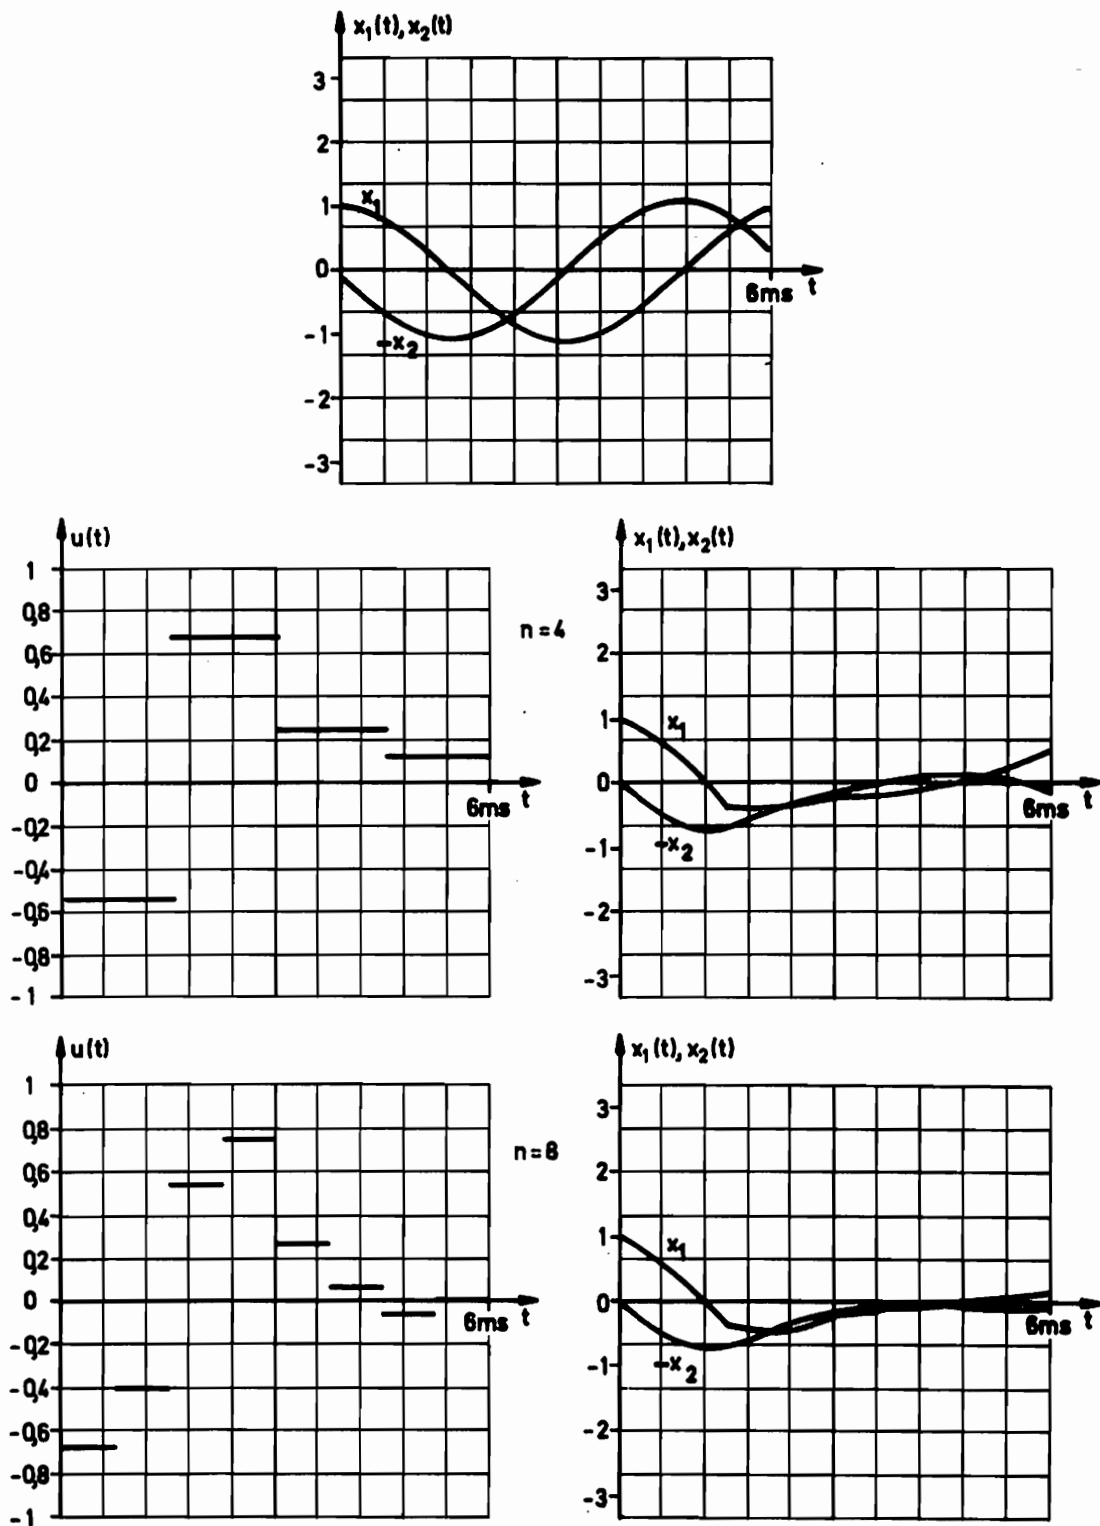 x₁(t), x₂(t)
3
2
1
0
-1
-2
-3
x₁
-x₂
6ms t
u(t)
1
0,8
0,6
0,4
0,2
0
-0,2
-0,4
-0,6
-0,8
-1
6ms t
n=4
x₁(t), x₂(t)
3
2
1
0
-1
-2
-3
x₁
-x₂
6ms t
u(t)
1
0,8
0,6
0,4
0,2
0
-0,2
-0,4
-0,6
-0,8
-1
6ms t
n=8
x₁(t), x₂(t)
3
2
1
0
-1
-2
-3
x₁
-x₂
6ms t